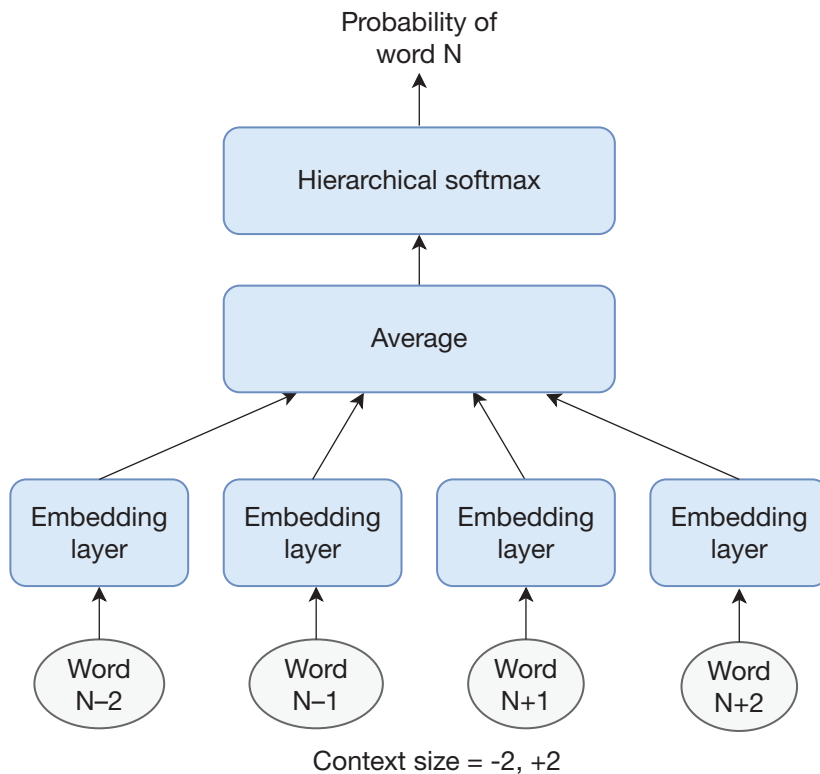 Probability of
word N
Hierarchical softmax
Average
Embedding
layer
Embedding
layer
Embedding
layer
Embedding
layer
Word
N–2
Word
N–1
Word
N+1
Word
N+2
Context size = -2, +2